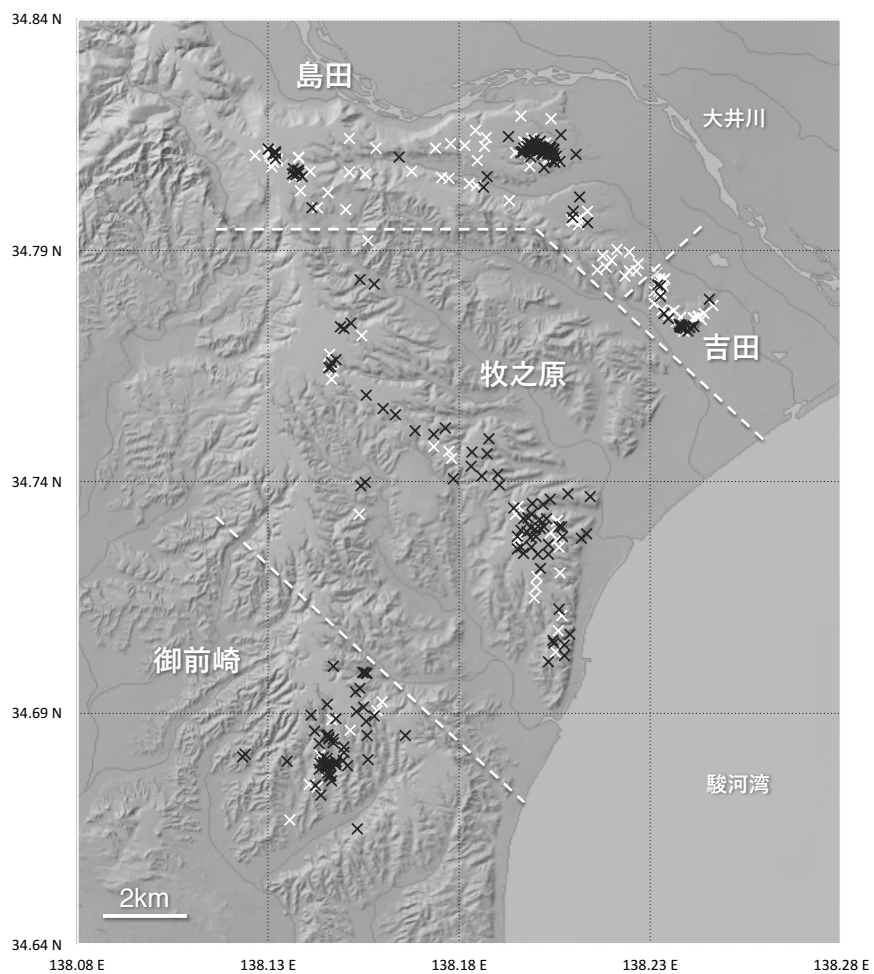 34.84 N
島田
大井川
34.79 N
吉田
牧之原
34.74 N
御前崎
34.69 N
駿河湾
2km
34.64 N
138.08 E
138.13 E
138.18 E
138.23 E
138.28 E